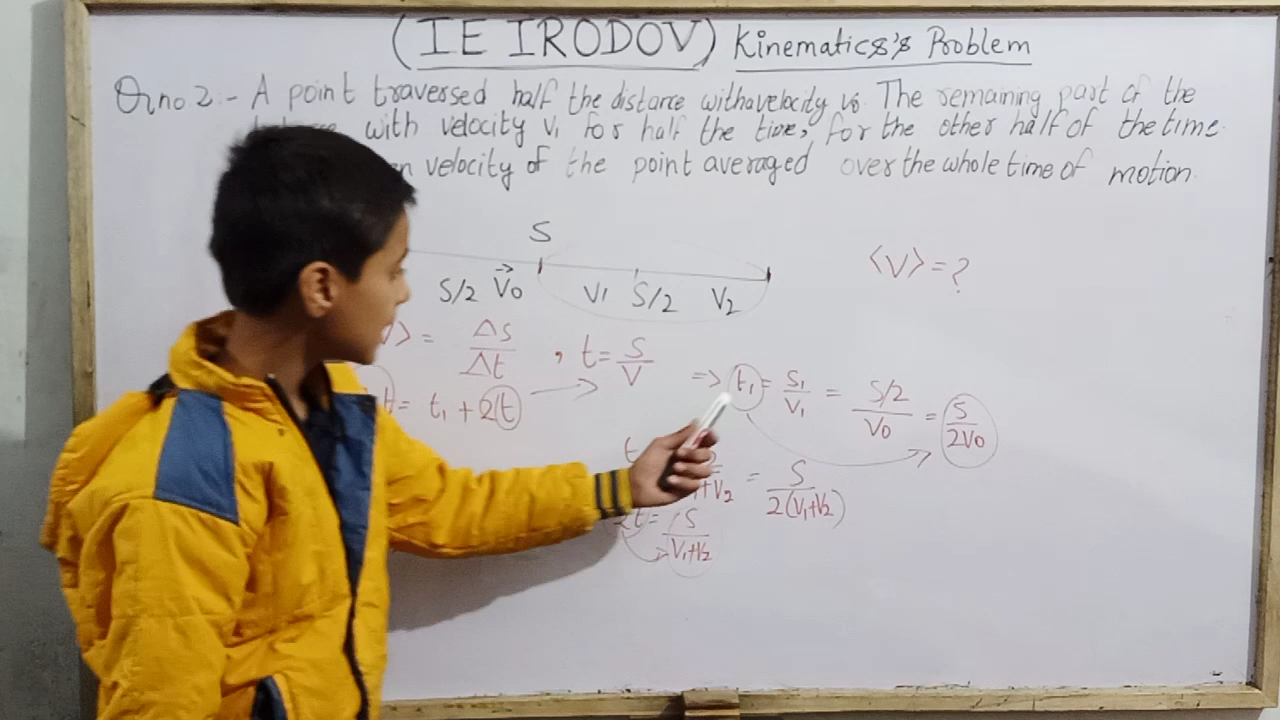 (IE IRODOV) Kinematics's Problem
Qr no 2:- A point traversed half the distance with a velocity v0. The remaining part of the
with velocity V1 for half the time, for the other half of the time.
velocity of the point averaged over the whole time of motion.
S
<V> = ?
S/2 V0 V1 S/2 V2
V> = Δs/Δt , t = S/V => t1 = S1/V1 = S/2/V0 = S/2V0
t = t1 + 2t
t = S/2(V1+V2)
2t = S/V1+V2